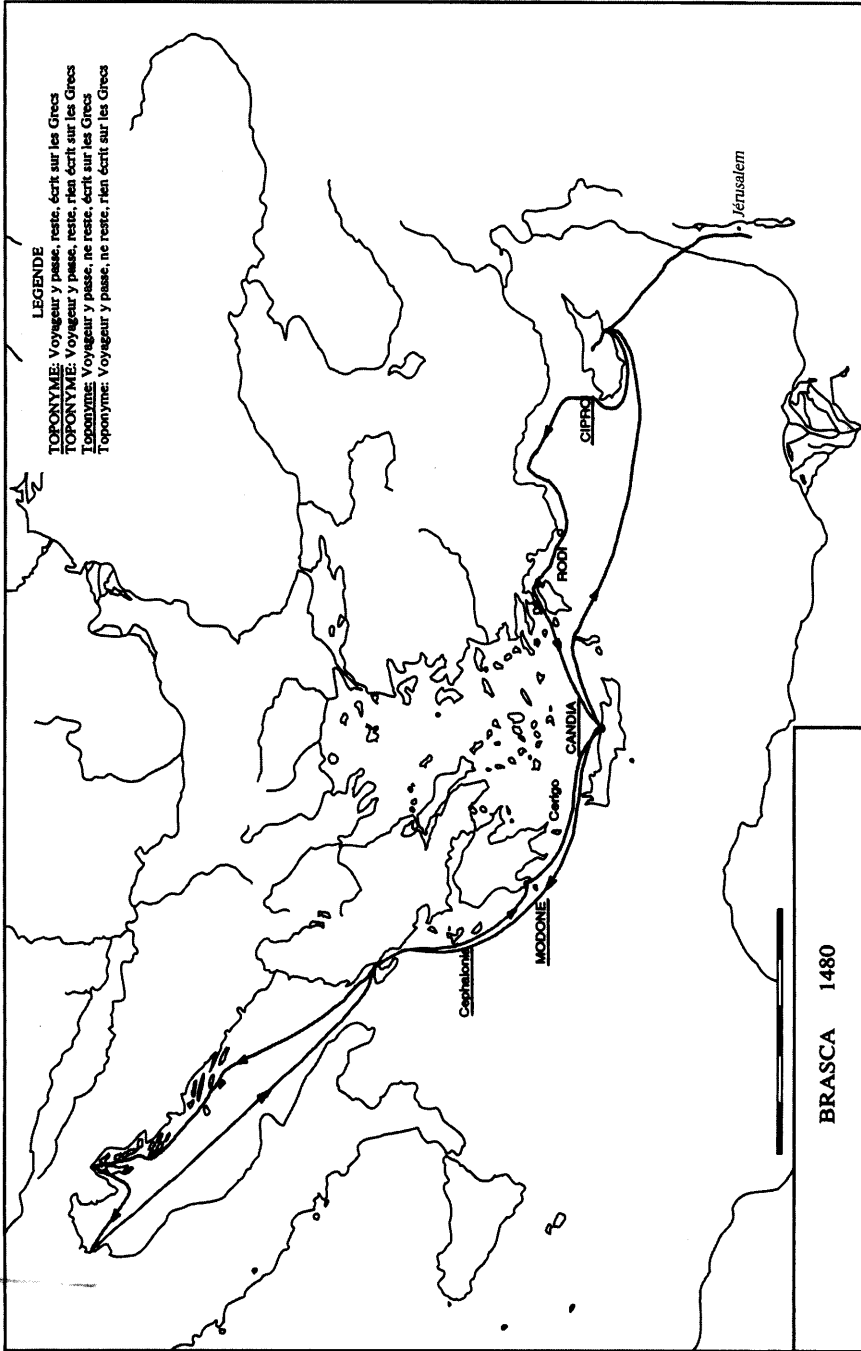 LEGENDE
TOPONYME: Voyageur y passe, reste, écrit sur les Grecs
TOPONYME: Voyageur y passe, reste, rien écrit sur les Grecs
Toponyme: Voyageur y passe, ne reste, écrit sur les Grecs
Toponyme: Voyageur y passe, ne reste, rien écrit sur les Grecs
Jérusalem
CIPRO
RODI
CANDIA
Cerigo
MODONE
Cephalonia
BRASCA 1480